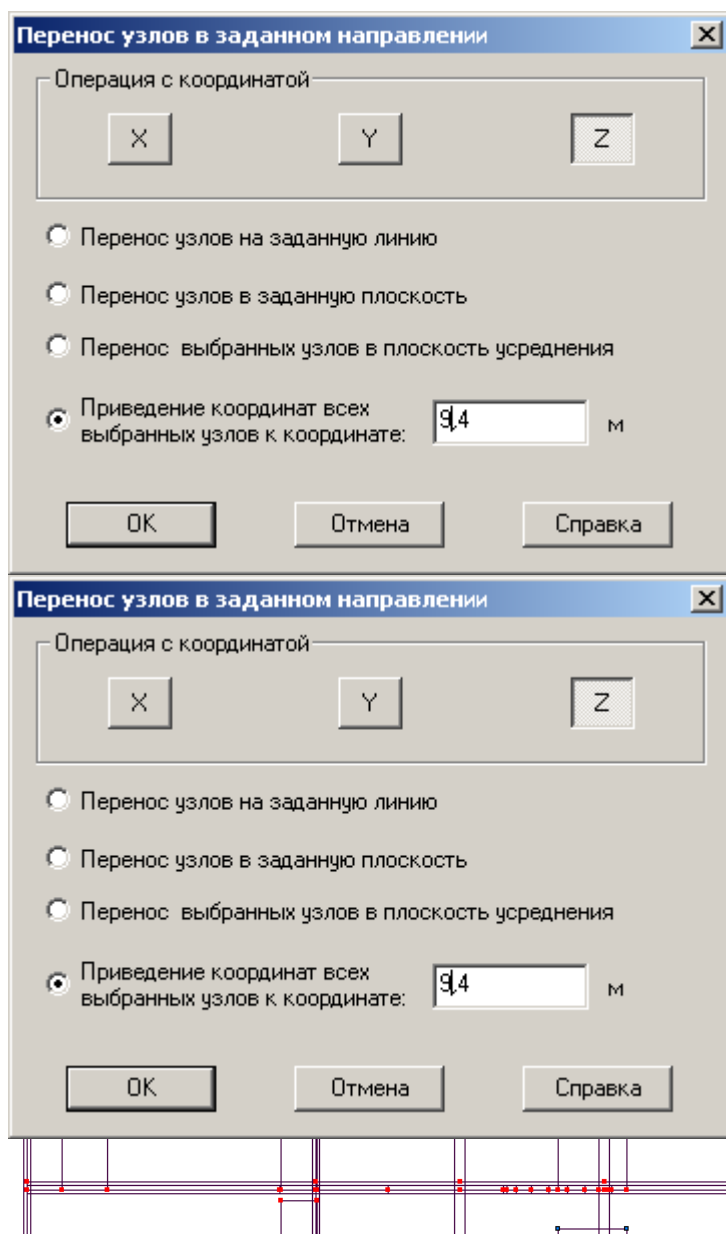 Перенос узлов в заданном направлении
Операция с координатой
X Y Z
Перенос узлов на заданную линию
Перенос узлов в заданную плоскость
Перенос выбранных узлов в плоскость усреднения
Приведение координат всех
выбранных узлов к координате: 9,4 м
OK Отмена Справка
Перенос узлов в заданном направлении
Операция с координатой
X Y Z
Перенос узлов на заданную линию
Перенос узлов в заданную плоскость
Перенос выбранных узлов в плоскость усреднения
Приведение координат всех
выбранных узлов к координате: 9,4 м
OK Отмена Справка